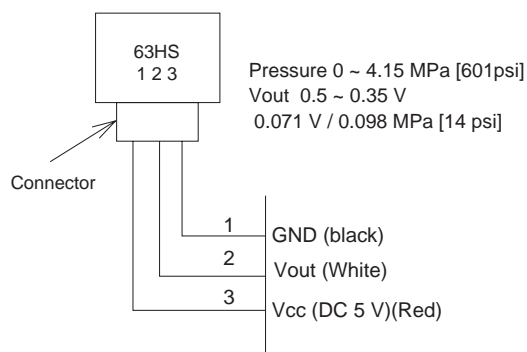 63HS
1 2 3
Pressure 0 ~ 4.15 MPa [601psi]
Vout 0.5 ~ 0.35 V
0.071 V / 0.098 MPa [14 psi]
Connector
1
GND (black)
2
Vout (White)
3
Vcc (DC 5 V)(Red)